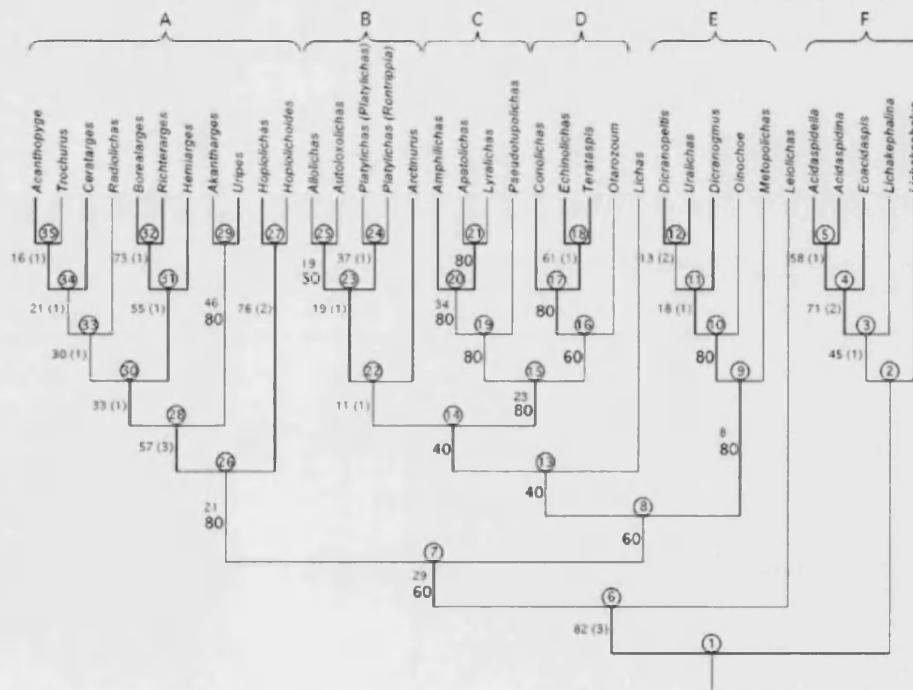 A B C D E F
Acanthopyge
Trochurus
Ceratarges
Radiolichas
Borealarges
Richterarges
Hemiarges
Akantharges
Uripes
Hoplolichas
Hoplolichoides
Allolichas
Autoloxolichas
Platylichas (Platylichas)
Platylichas (Rontrippia)
Arctinurus
Amphilichas
Apatolichas
Lyralichas
Pseudotupolichas
Conolichas
Echinolichas
Terataspis
Otarozoum
Lichas
Dicranopeltis
Uralichas
Dicranogmus
Oinochoe
Metopolichas
Leiolichas
Acidaspidella
Acidaspidina
Eoacidaspis
Lichakephalina
35 32 29 27 25 24 21 18 12 5
16 (1) 73 (1) 19 37 (1) 80 61 (1) 13 (2) 58 (1)
50
34 31 23 20 17 11 4
21 (1) 55 (1) 46 76 (2) 19 (1) 34 80 18 (1) 71 (2)
80 80
33 19 16 10 3
30 (1) 80 60 80 45 (1)
30 22 15 9 2
33 (1) 11 (1) 23 8
80 80
28 14
57 (3) 40
26 13
21 40
80
8
60
7
29
60
6
82 (3)
1